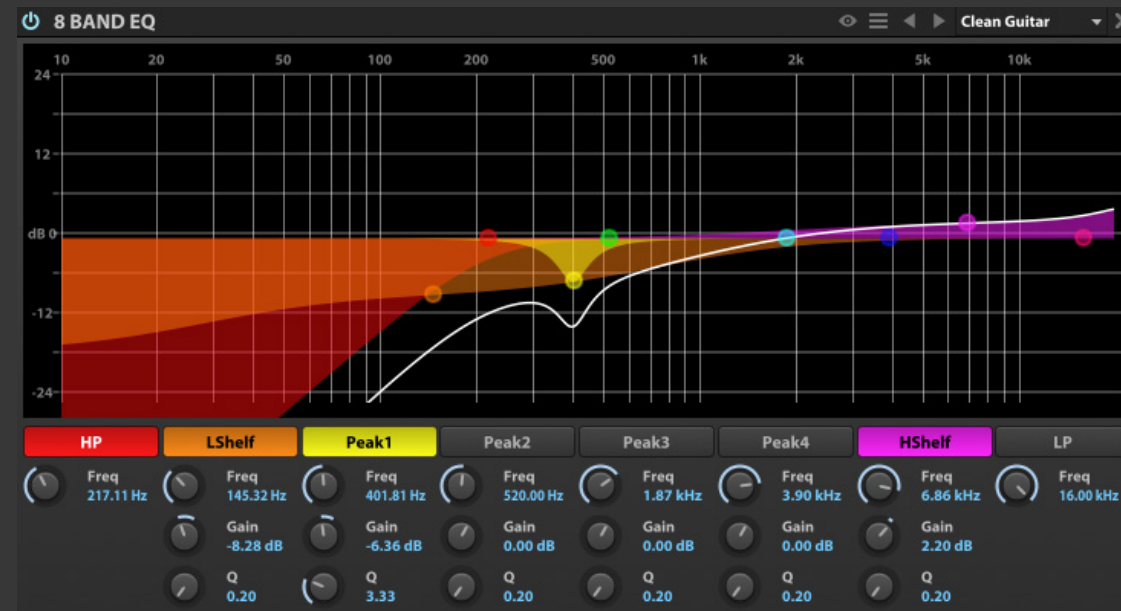 8 BAND EQ Clean Guitar
10 20 50 100 200 500 1k 2k 5k 10k
24
12
dB 0
-12
-24
HP LShelf Peak1 Peak2 Peak3 Peak4 HShelf LP
Freq Freq Freq Freq Freq Freq Freq Freq
217.11 Hz 145.32 Hz 401.81 Hz 520.00 Hz 1.87 kHz 3.90 kHz 6.86 kHz 16.00 kHz
Gain Gain Gain Gain Gain Gain
-8.28 dB -6.36 dB 0.00 dB 0.00 dB 0.00 dB 2.20 dB
Q Q Q Q Q Q
0.20 3.33 0.20 0.20 0.20 0.20